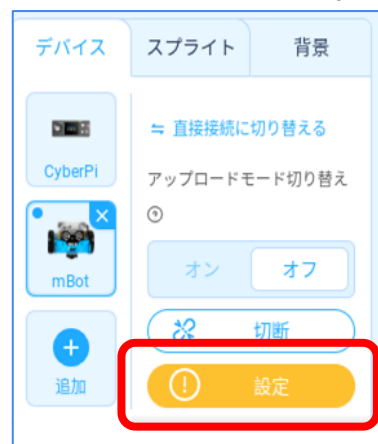 デバイス スプライト 背景
CyberPi
⇋ 直接接続に切り替える
アップロードモード切り替え
mBot
オン オフ
切断
追加
設定